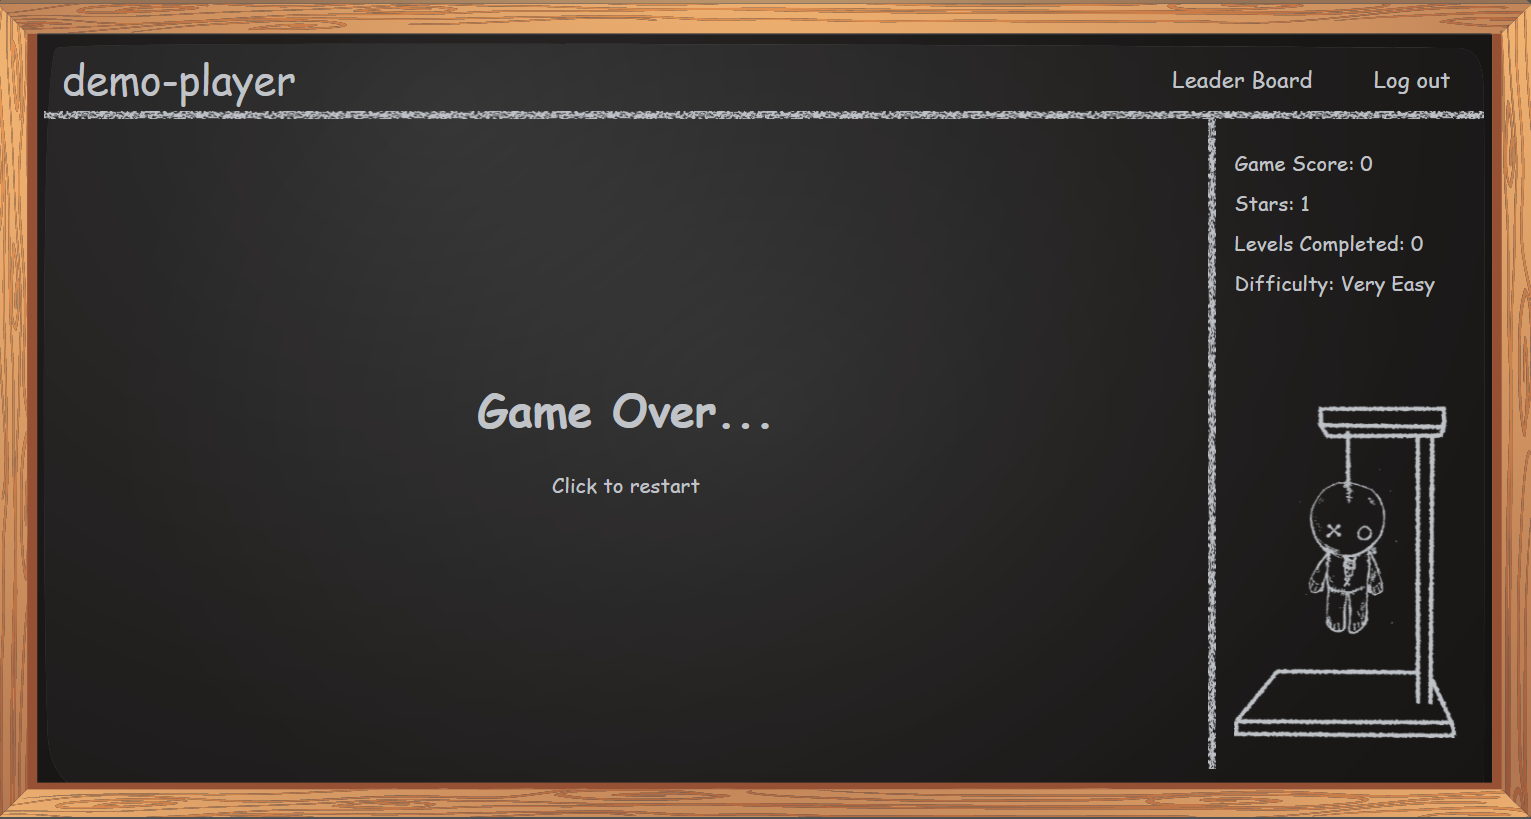 demo-player
Leader Board
Log out
Game Score: 0
Stars: 1
Levels Completed: 0
Difficulty: Very Easy
Game Over...
Click to restart